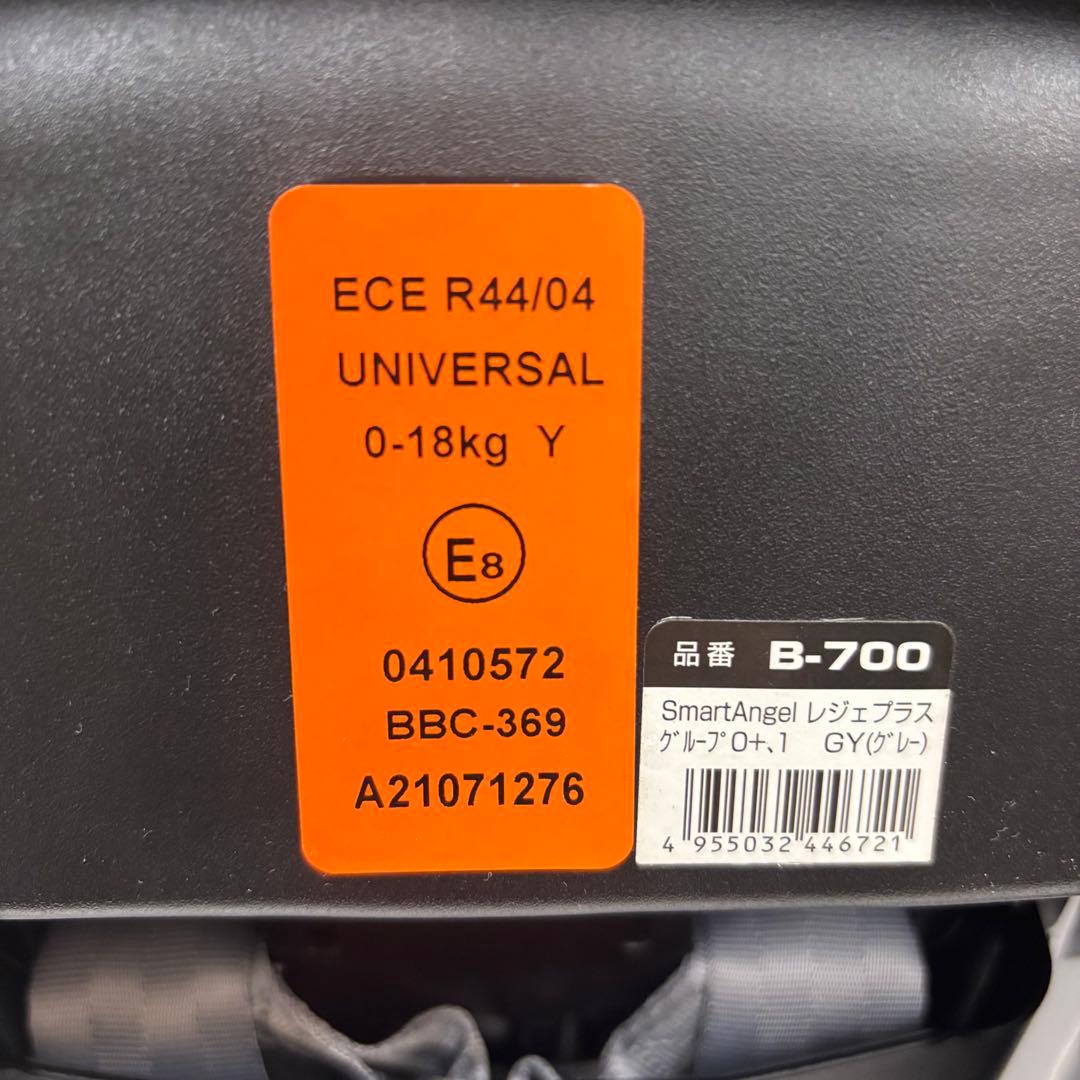 ECE R44/04
UNIVERSAL
0-18kg Y
E8
0410572
BBC-369
A21071276
品番 B-700
SmartAngel レジェプラス
ｸﾞﾙｰﾌﾟ0+､1 GY(ｸﾞﾚｰ)
4 955032 446721